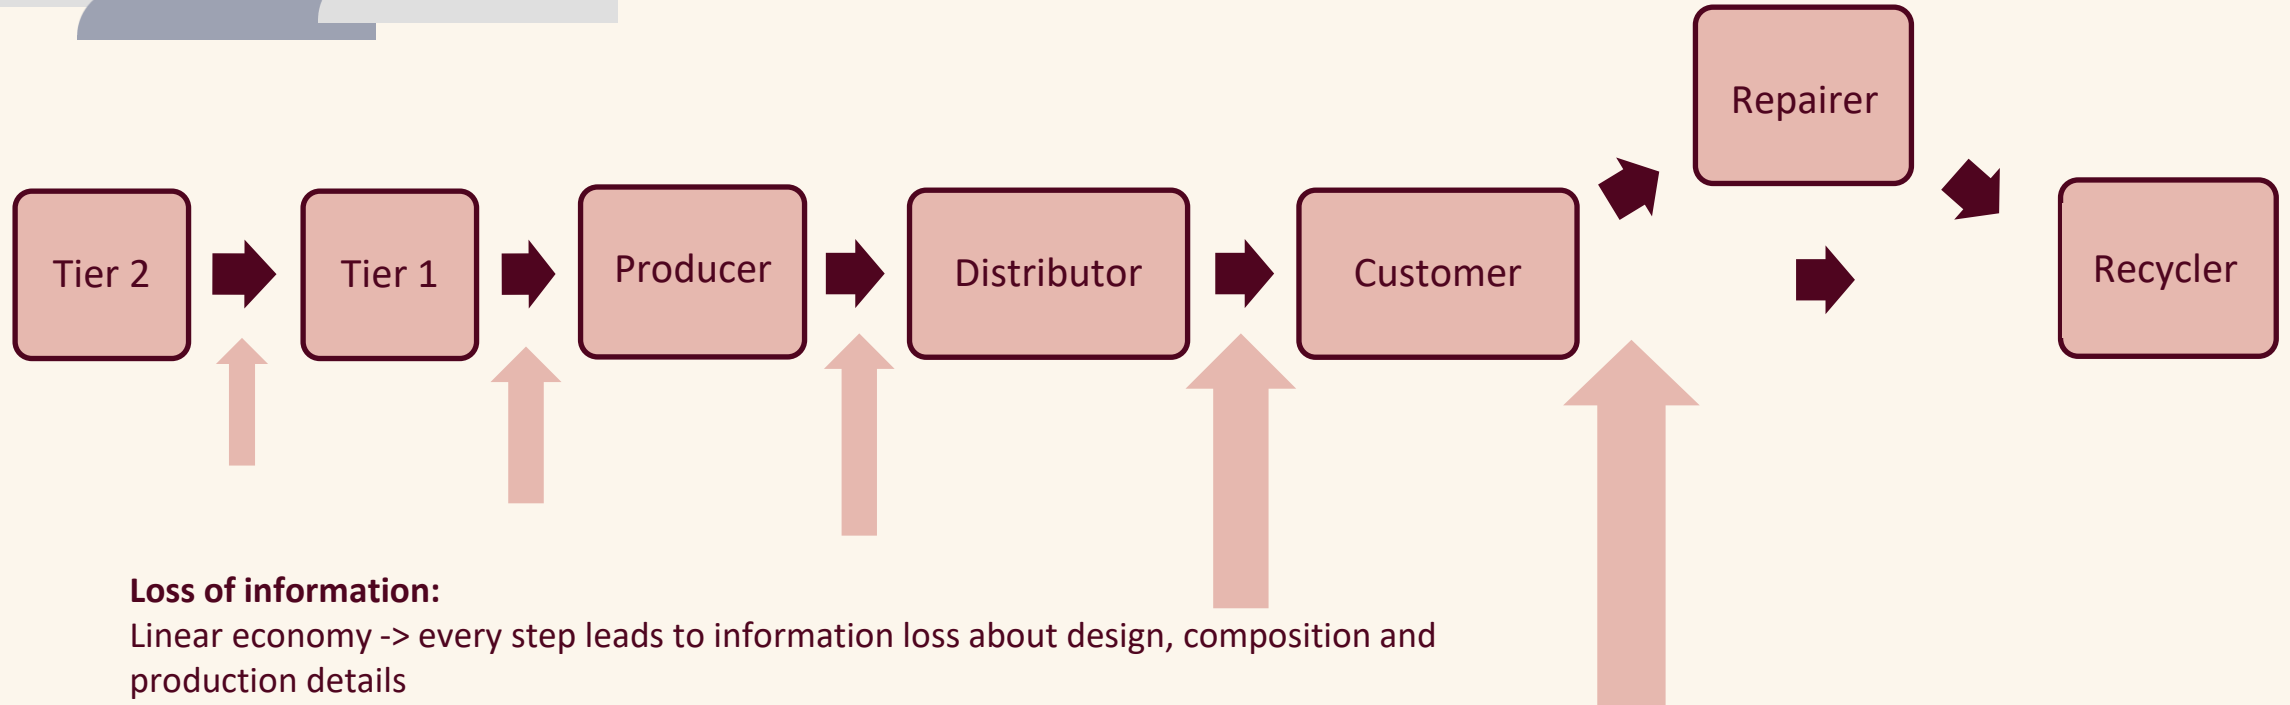 Repairer
Tier 2
Tier 1
Producer
Distributor
Customer
Recycler
Loss of information:
Linear economy -> every step leads to information loss about design, composition and
production details